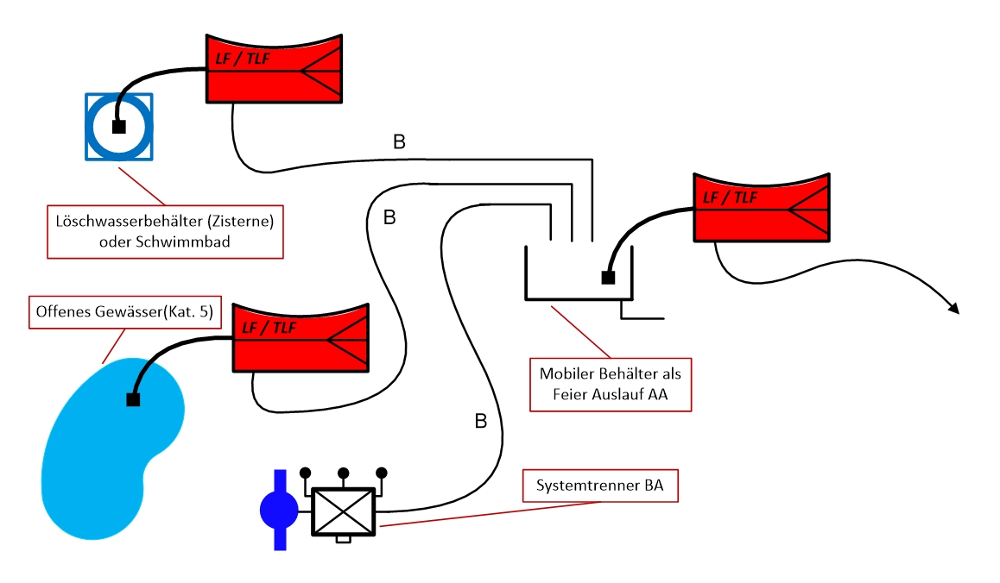 LF / TLF
B
LF / TLF
B
Löschwasserbehälter (Zisterne)
oder Schwimmbad
Offenes Gewässer(Kat. 5)
LF / TLF
Mobiler Behälter als
Feier Auslauf AA
B
Systemtrenner BA